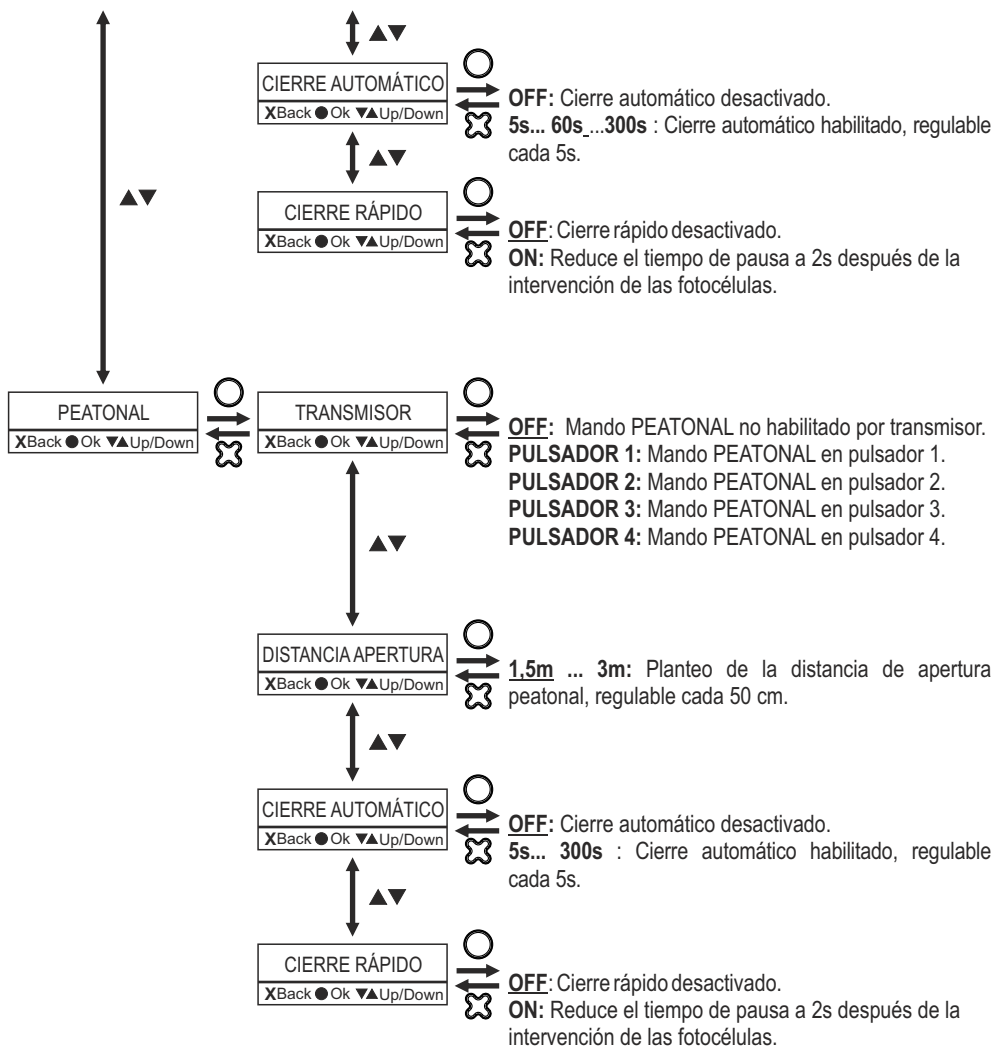 ▲▼
CIERRE AUTOMÁTICO
XBack ● Ok ▼▲Up/Down
OFF: Cierre automático desactivado.
5s... 60s ...300s : Cierre automático habilitado, regulable
cada 5s.
▲▼
▲▼
CIERRE RÁPIDO
XBack ● Ok ▼▲Up/Down
OFF: Cierre rápido desactivado.
ON: Reduce el tiempo de pausa a 2s después de la
intervención de las fotocélulas.
PEATONAL
XBack ● Ok ▼▲Up/Down
TRANSMISOR
XBack ● Ok ▼▲Up/Down
OFF: Mando PEATONAL no habilitado por transmisor.
PULSADOR 1: Mando PEATONAL en pulsador 1.
PULSADOR 2: Mando PEATONAL en pulsador 2.
PULSADOR 3: Mando PEATONAL en pulsador 3.
PULSADOR 4: Mando PEATONAL en pulsador 4.
▲▼
DISTANCIA APERTURA
XBack ● Ok ▼▲Up/Down
1,5m ... 3m: Planteo de la distancia de apertura
peatonal, regulable cada 50 cm.
▲▼
CIERRE AUTOMÁTICO
XBack ● Ok ▼▲Up/Down
OFF: Cierre automático desactivado.
5s... 300s : Cierre automático habilitado, regulable
cada 5s.
▲▼
CIERRE RÁPIDO
XBack ● Ok ▼▲Up/Down
OFF: Cierre rápido desactivado.
ON: Reduce el tiempo de pausa a 2s después de la
intervención de las fotocélulas.